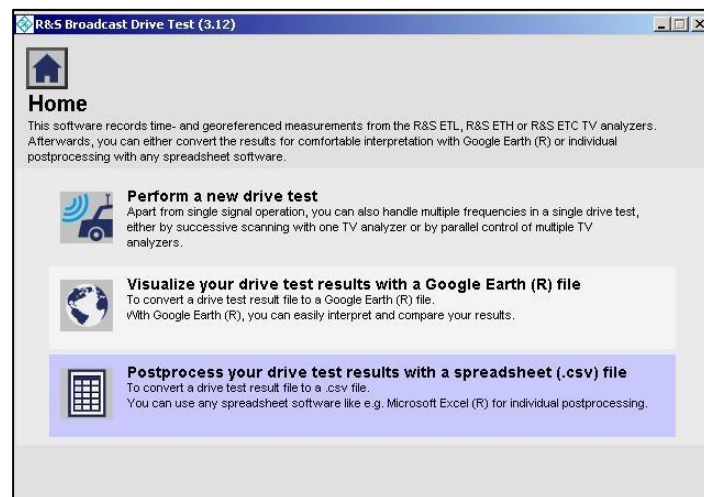 R&S Broadcast Drive Test (3.12)
Home
This software records time- and georeferenced measurements from the R&S ETL, R&S ETH or R&S ETC TV analyzers.
Afterwards, you can either convert the results for comfortable interpretation with Google Earth (R) or individual
postprocessing with any spreadsheet software.
Perform a new drive test
Apart from single signal operation, you can also handle multiple frequencies in a single drive test,
either by successive scanning with one TV analyzer or by parallel control of multiple TV
analyzers.
Visualize your drive test results with a Google Earth (R) file
To convert a drive test result file to a Google Earth (R) file.
With Google Earth (R), you can easily interpret and compare your results.
Postprocess your drive test results with a spreadsheet (.csv) file
To convert a drive test result file to a .csv file.
You can use any spreadsheet software like e.g. Microsoft Excel (R) for individual postprocessing.